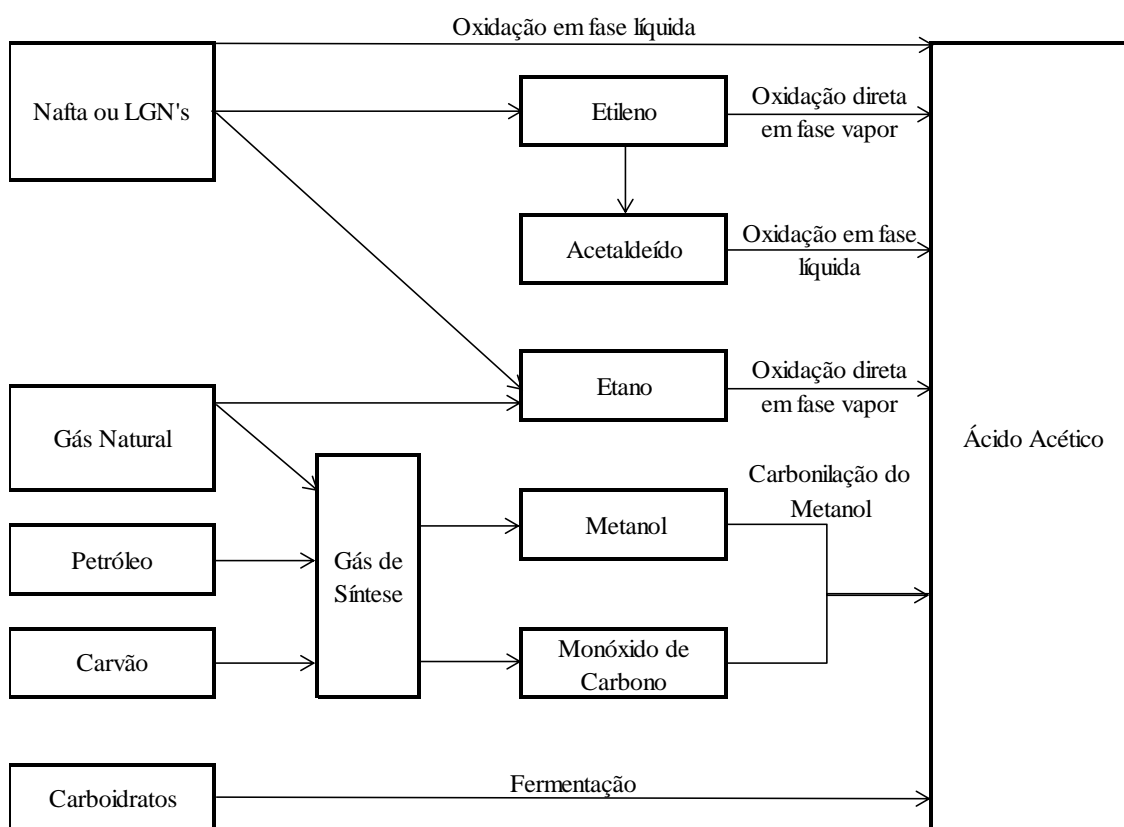 Oxidação em fase líquida
Nafta ou LGN's
Etileno
Oxidação direta
em fase vapor
Acetaldeído
Oxidação em fase
líquida
Etano
Oxidação direta
em fase vapor
Gás Natural
Ácido Acético
Carbonilação do
Metanol
Metanol
Petróleo
Gás de
Síntese
Carvão
Monóxido de
Carbono
Carboidratos
Fermentação